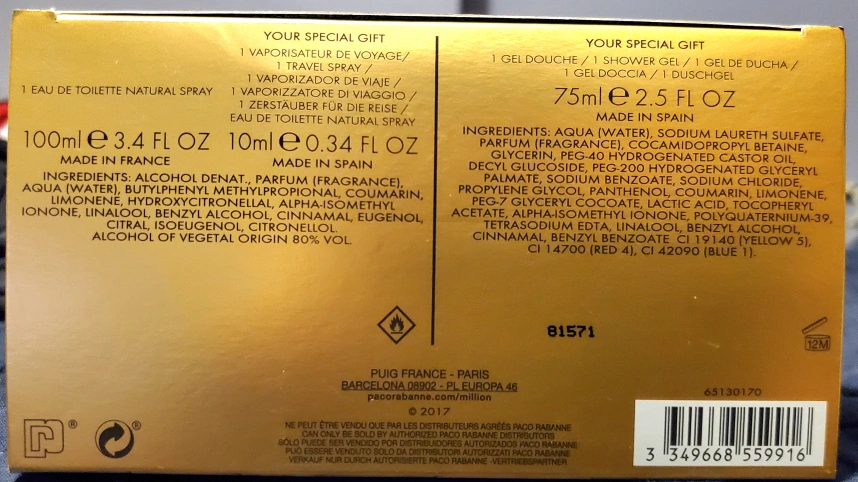 1 EAU DE TOILETTE NATURAL SPRAY
100ml e 3.4 FL OZ
MADE IN FRANCE
YOUR SPECIAL GIFT
1 VAPORISATEUR DE VOYAGE/
1 TRAVEL SPRAY /
1 VAPORIZADOR DE VIAJE /
1 VAPORIZZATORE DI VIAGGIO /
1 ZERSTÄUBER FÜR DIE REISE /
EAU DE TOILETTE NATURAL SPRAY
10ml e 0.34 FL OZ
MADE IN SPAIN
INGREDIENTS: ALCOHOL DENAT., PARFUM (FRAGRANCE),
AQUA (WATER), BUTYLPHENYL METHYLPROPIONAL, COUMARIN,
LIMONENE, HYDROXYCITRONELLAL, ALPHA-ISOMETHYL
IONONE, LINALOOL, BENZYL ALCOHOL, CINNAMAL, EUGENOL,
CITRAL, ISOEUGENOL, CITRONELLOL.
ALCOHOL OF VEGETAL ORIGIN 80% VOL.
YOUR SPECIAL GIFT
1 GEL DOUCHE / 1 SHOWER GEL / 1 GEL DE DUCHA /
1 GEL DOCCIA / 1 DUSCHGEL
75ml e 2.5 FL OZ
MADE IN SPAIN
INGREDIENTS: AQUA (WATER), SODIUM LAURETH SULFATE,
PARFUM (FRAGRANCE), COCAMIDOPROPYL BETAINE,
GLYCERIN, PEG-40 HYDROGENATED CASTOR OIL,
DECYL GLUCOSIDE, PEG-200 HYDROGENATED GLYCERYL
PALMATE, SODIUM BENZOATE, SODIUM CHLORIDE,
PROPYLENE GLYCOL, PANTHENOL, COUMARIN, LIMONENE,
PEG-7 GLYCERYL COCOATE, LACTIC ACID, TOCOPHERYL
ACETATE, ALPHA-ISOMETHYL IONONE, POLYQUATERNIUM-39,
TETRASODIUM EDTA, LINALOOL, BENZYL ALCOHOL,
CINNAMAL, BENZYL BENZOATE CI 19140 (YELLOW 5),
CI 14700 (RED 4), CI 42090 (BLUE 1).
81571
12M
PUIG FRANCE - PARIS
BARCELONA 08902 - PL EUROPA 46
pacorabanne.com/million
© 2017
NE PEUT ÊTRE VENDU QUE PAR LES DISTRIBUTEURS AGRÉÉS PACO RABANNE
CAN ONLY BE SOLD BY AUTHORIZED PACO RABANNE DISTRIBUTORS
SÓLO PUEDE SER VENDIDO POR DISTRIBUIDORES AUTORIZADOS PACO RABANNE
PUÒ ESSERE VENDUTO SOLO DA DISTRIBUTORI AUTORIZZATI PACO RABANNE
VERKAUF NUR DURCH AUTORISIERTE PACO RABANNE -VERTRIEBSPARTNER
65130170
3 349668 559916
®
®